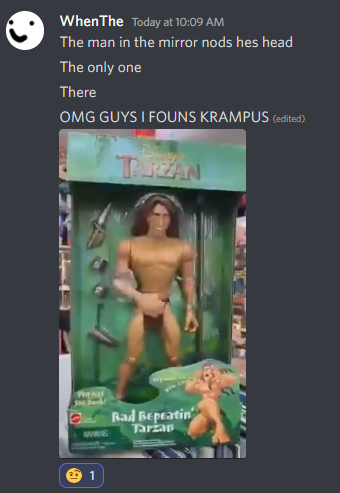 WhenThe Today at 10:09 AM
The man in the mirror nods hes head
The only one
There
OMG GUYS I FOUNS KRAMPUS (edited)
Disney's
TARZAN
Rad Repeatin'
Tarzan
1